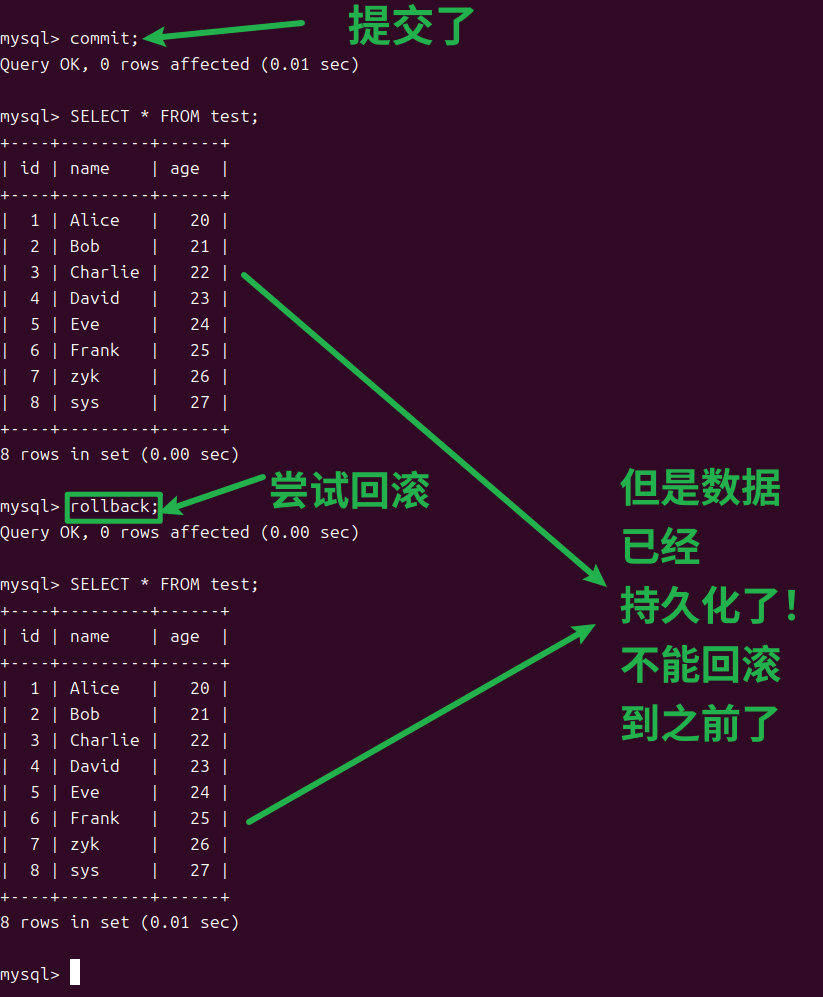 提交了
mysql> commit;
Query OK, 0 rows affected (0.01 sec)
mysql> SELECT * FROM test;
+----+---------+------+
| id | name    | age  |
+----+---------+------+
|  1 | Alice   |   20 |
|  2 | Bob     |   21 |
|  3 | Charlie |   22 |
|  4 | David   |   23 |
|  5 | Eve     |   24 |
|  6 | Frank   |   25 |
|  7 | zyk     |   26 |
|  8 | sys     |   27 |
+----+---------+------+
8 rows in set (0.00 sec)
尝试回滚
mysql> rollback;
Query OK, 0 rows affected (0.00 sec)
但是数据
已经
持久化了!
不能回滚
到之前了
mysql> SELECT * FROM test;
+----+---------+------+
| id | name    | age  |
+----+---------+------+
|  1 | Alice   |   20 |
|  2 | Bob     |   21 |
|  3 | Charlie |   22 |
|  4 | David   |   23 |
|  5 | Eve     |   24 |
|  6 | Frank   |   25 |
|  7 | zyk     |   26 |
|  8 | sys     |   27 |
+----+---------+------+
8 rows in set (0.01 sec)
mysql>